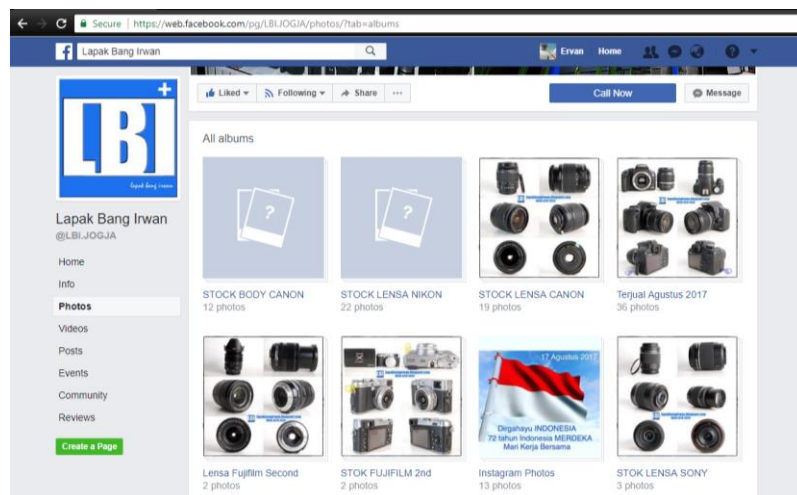 Secure | https://web.facebook.com/pg/LBI.JOGJA/photos/?tab=albums
Lapak Bang Irwan
Ervan Home
LBI
lapak bang irwan
Liked Following Share Call Now Message
All albums
Lapak Bang Irwan
@LBI.JOGJA
Home
Info
Photos
Videos
Posts
Events
Community
Reviews
Create a Page
STOCK BODY CANON
12 photos
STOCK LENSA NIKON
22 photos
STOCK LENSA CANON
19 photos
Terjual Agustus 2017
36 photos
17 Agustus 2017
Dirgahayu INDONESIA
72 tahun Indonesia MERDEKA
Mari Kerja Bersama
Lensa Fujifilm Second
2 photos
STOK FUJIFILM 2nd
2 photos
Instagram Photos
13 photos
STOK LENSA SONY
3 photos